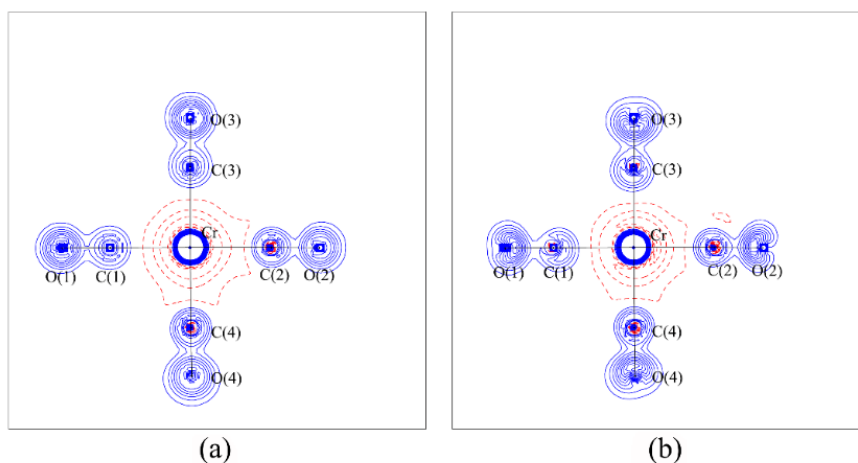 O(3)
C(3)
Cr
O(1) C(1) C(2) O(2)
C(4)
O(4)
(a)
O(3)
C(3)
Cr
O(1) C(1) C(2) O(2)
C(4)
O(4)
(b)